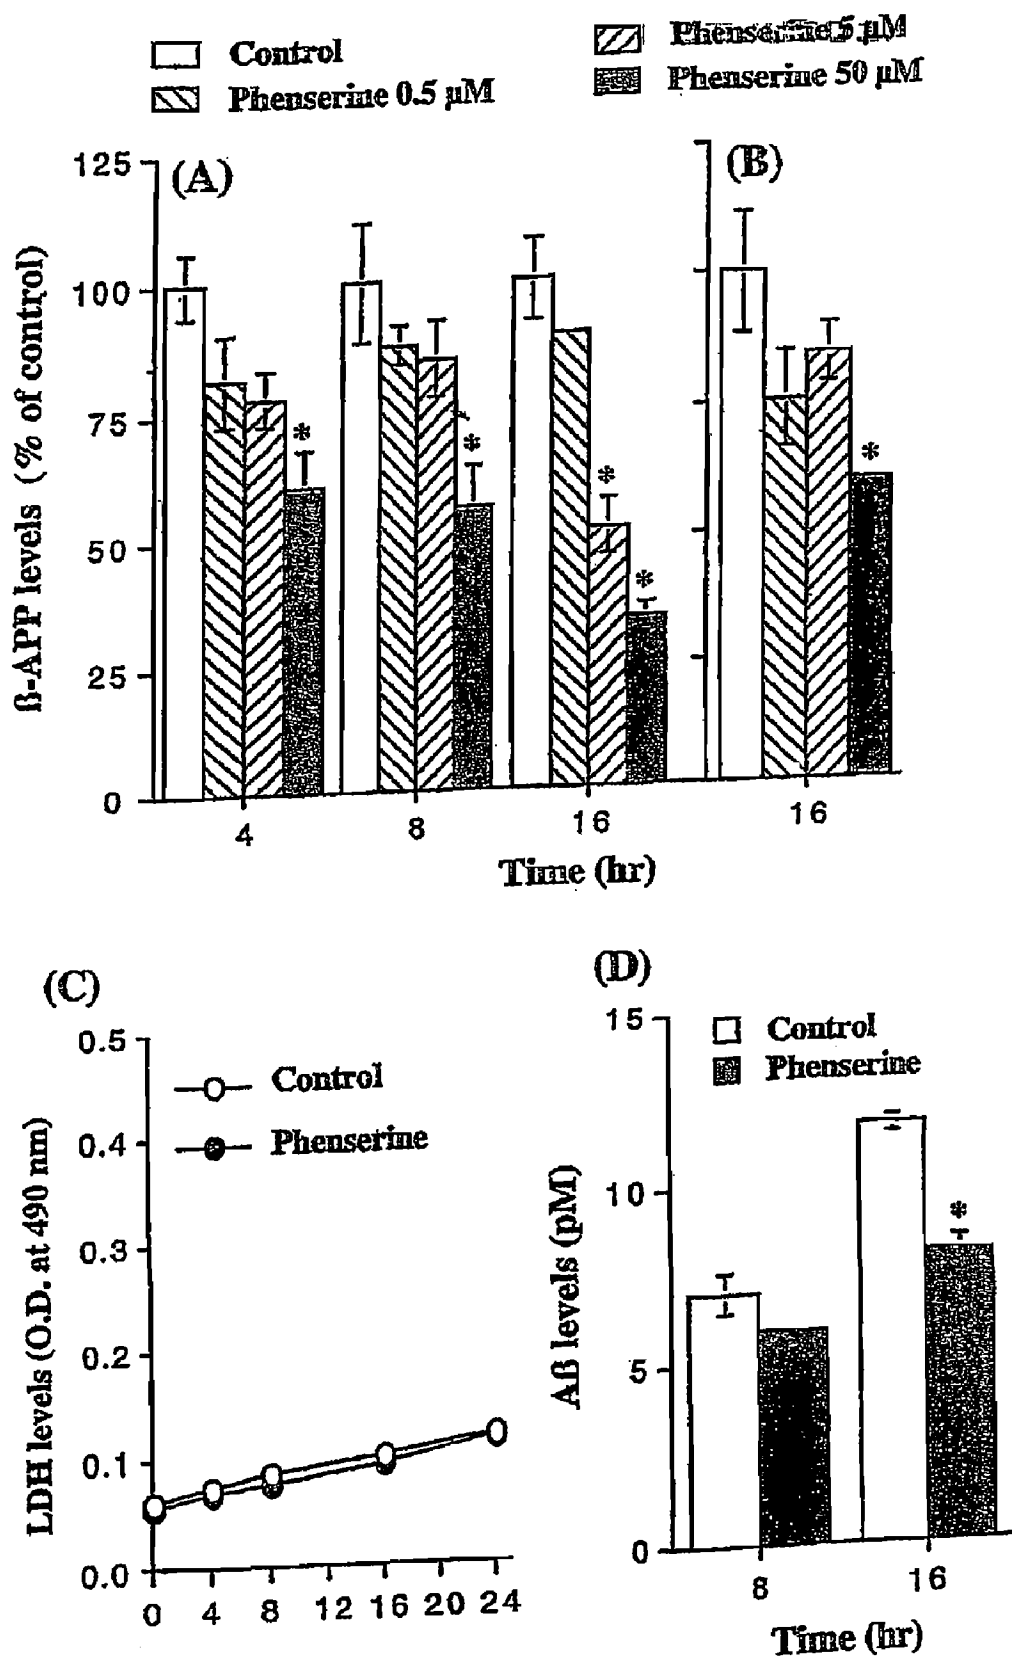 Control
Phenserine 0.5 µM
Phenserine 5 µM
Phenserine 50 µM
(A)
(B)
125
100
75
50
25
0
ß-APP levels (% of control)
4
8
16
16
Time (hr)
*
*
*
*
*
(C)
0.5
0.4
0.3
0.2
0.1
0.0
LDH levels (O.D. at 490 nm)
Control
Phenserine
0 4 8 12 16 20 24
(D)
15
10
5
0
Aß levels (pM)
Control
Phenserine
*
8
16
Time (hr)